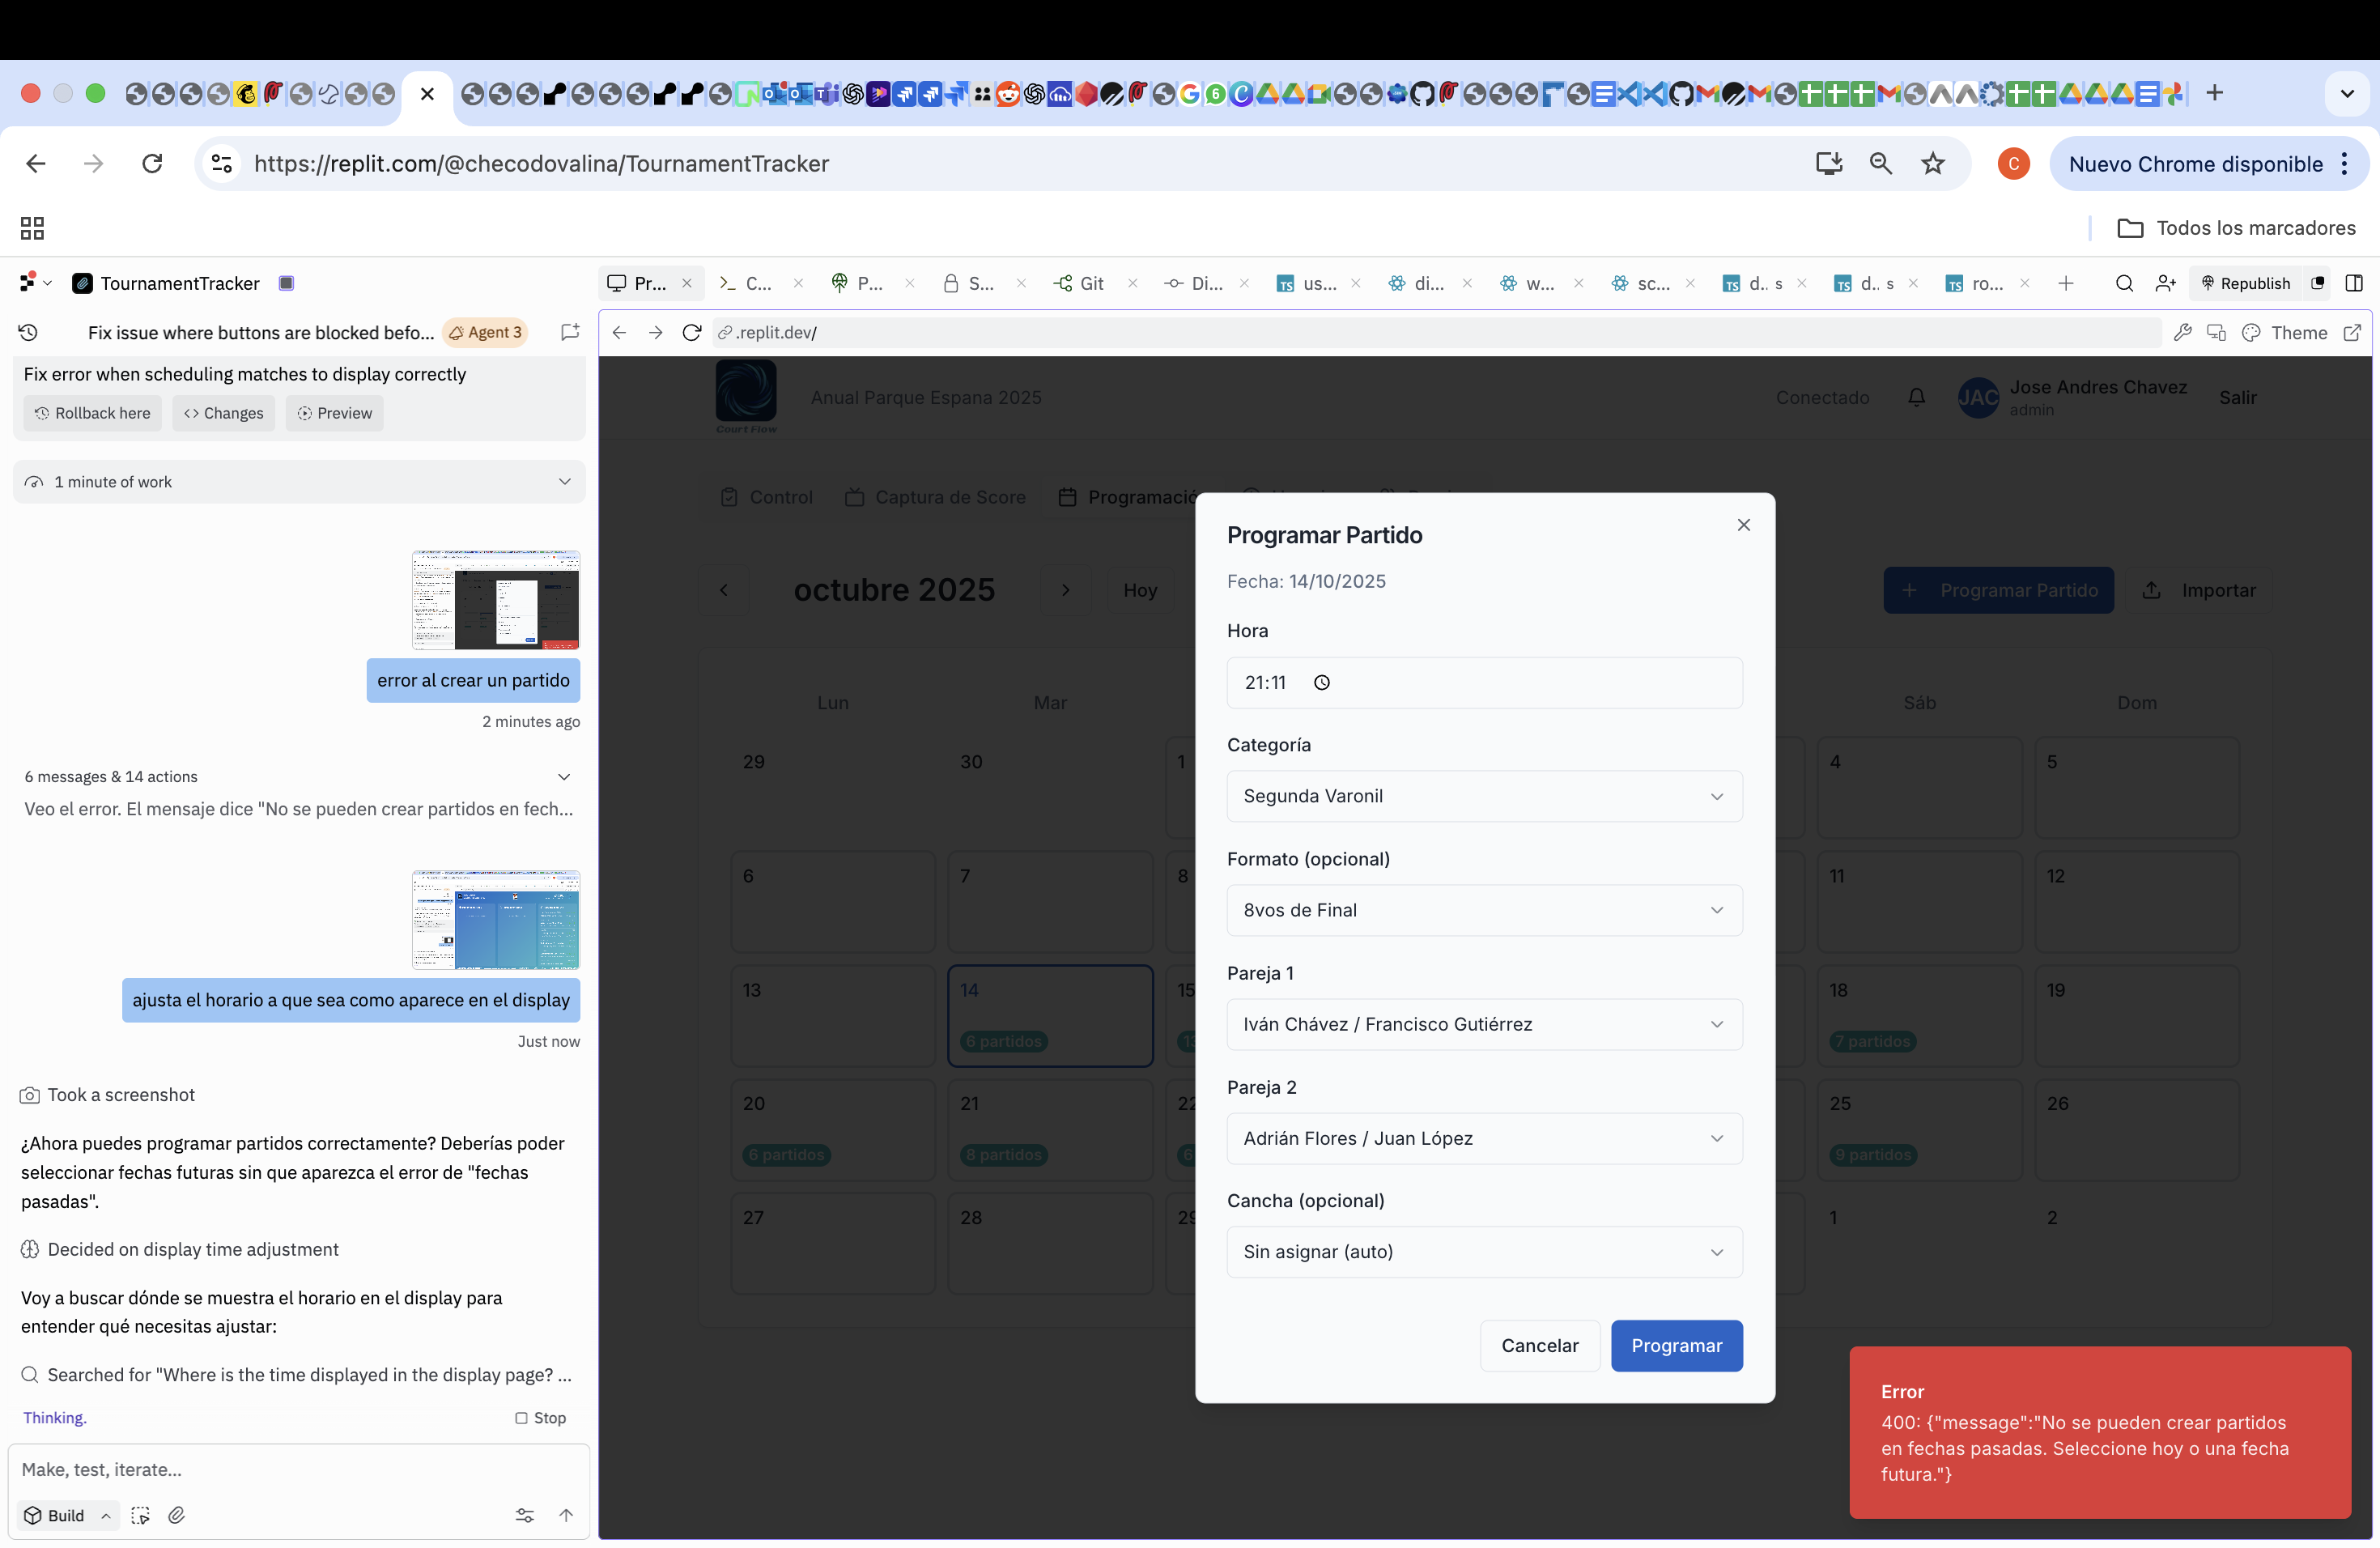 https://replit.com/@checodovalina/TournamentTracker
C
Nuevo Chrome disponible
Todos los marcadores
TournamentTracker
Pr...
C...
P...
S...
Git
Di...
us...
di...
w...
sc...
d.. s
d.. s
ro...
Republish
Fix issue where buttons are blocked befo...
Agent 3
.replit.dev/
Theme
Fix error when scheduling matches to display correctly
Rollback here
Changes
Preview
1 minute of work
error al crear un partido
2 minutes ago
6 messages & 14 actions
Veo el error. El mensaje dice "No se pueden crear partidos en fech...
ajusta el horario a que sea como aparece en el display
Just now
Took a screenshot
¿Ahora puedes programar partidos correctamente? Deberías poder
seleccionar fechas futuras sin que aparezca el error de "fechas
pasadas".
Decided on display time adjustment
Voy a buscar dónde se muestra el horario en el display para
entender qué necesitas ajustar:
Searched for "Where is the time displayed in the display page? ...
Thinking.
Stop
Make, test, iterate...
Build
Court Flow
Anual Parque Espana 2025
Conectado
JAC
Jose Andres Chavez
admin
Salir
Control
Captura de Score
Programació
octubre 2025
Hoy
Programar Partido
Importar
Lun
Mar
Sáb
Dom
29
30
1
4
5
6
7
8
11
12
13
14
6 partidos
15
18
7 partidos
19
20
6 partidos
21
8 partidos
22
6
25
9 partidos
26
27
28
29
1
2
Programar Partido
Fecha: 14/10/2025
Hora
21:11
Categoría
Segunda Varonil
Formato (opcional)
8vos de Final
Pareja 1
Iván Chávez / Francisco Gutiérrez
Pareja 2
Adrián Flores / Juan López
Cancha (opcional)
Sin asignar (auto)
Cancelar
Programar
Error
400: {"message":"No se pueden crear partidos
en fechas pasadas. Seleccione hoy o una fecha
futura."}